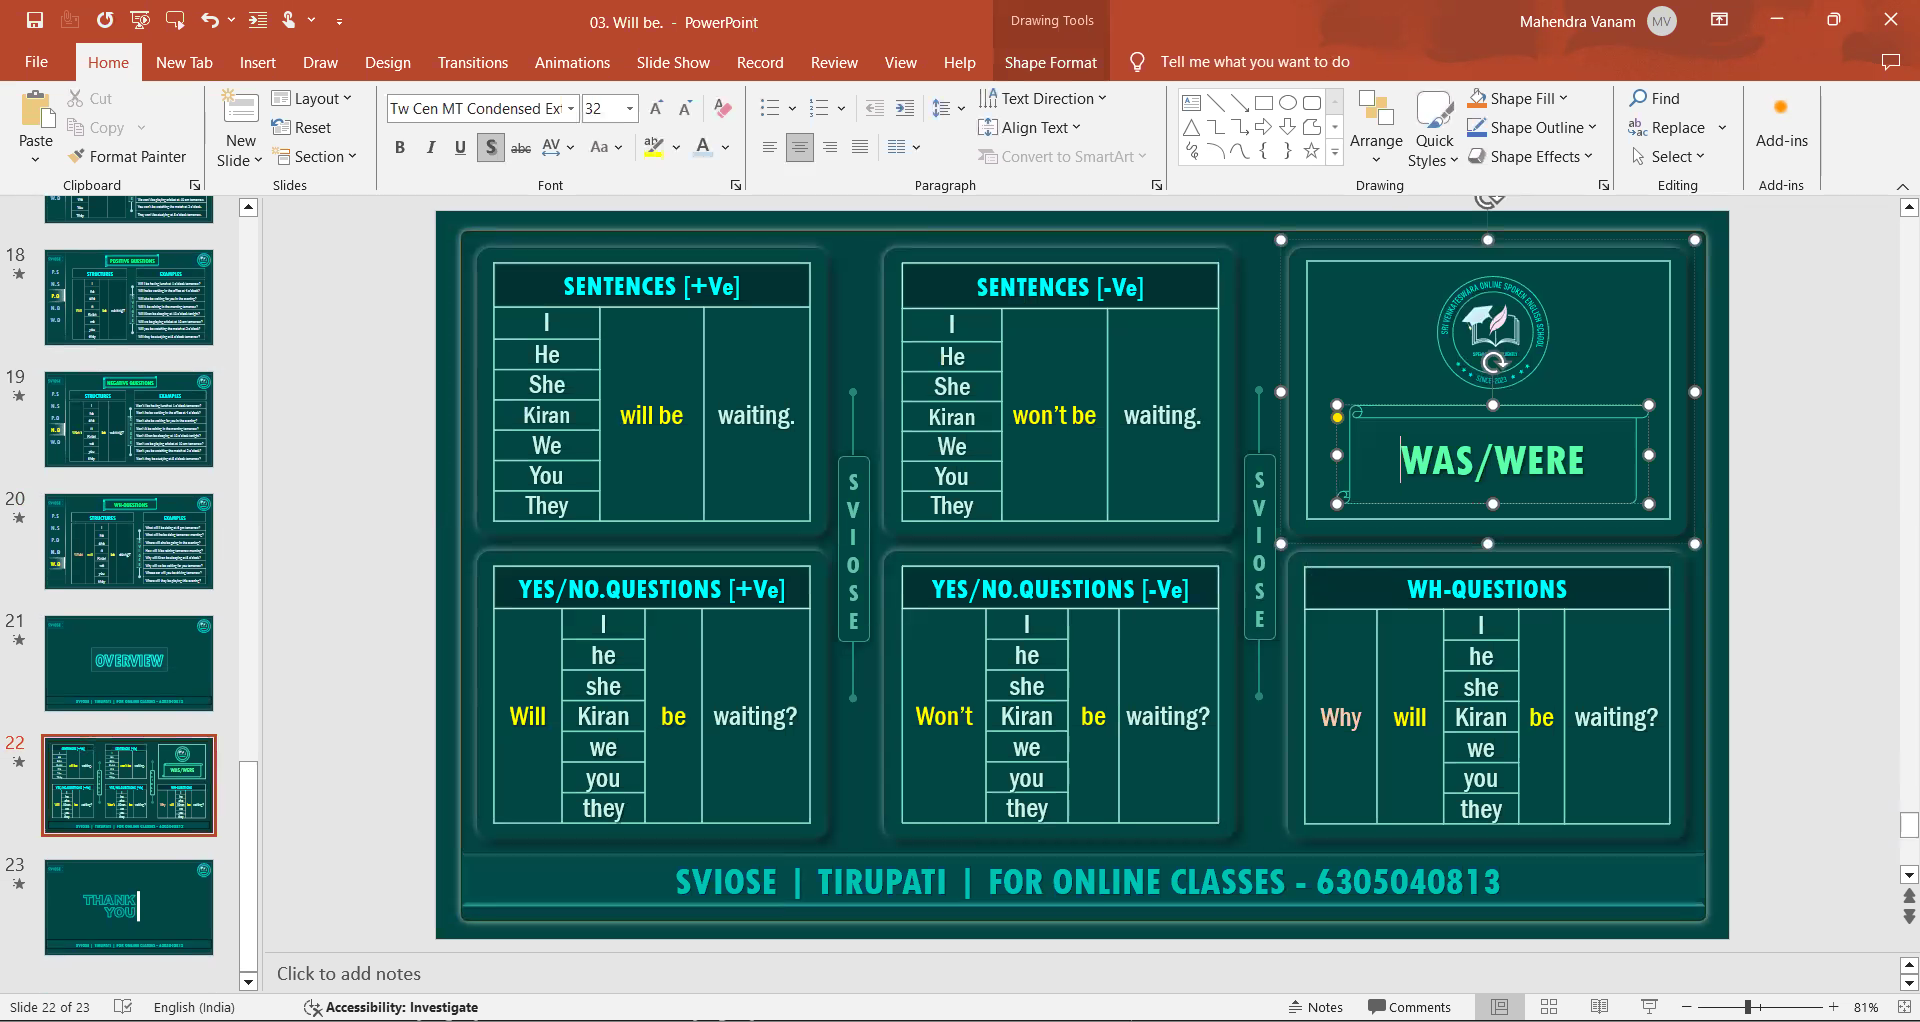 03. Will be. - PowerPoint
Drawing Tools
Mahendra Vanam
MV
File
Home
New Tab
Insert
Draw
Design
Transitions
Animations
Slide Show
Record
Review
View
Help
Shape Format
Tell me what you want to do
Paste
Cut
Copy
Format Painter
Clipboard
New Slide
Layout
Reset
Section
Slides
Tw Cen MT Condensed Ext
32
Font
Text Direction
Align Text
Convert to SmartArt
Paragraph
Arrange
Quick Styles
Shape Fill
Shape Outline
Shape Effects
Drawing
Find
Replace
Select
Editing
Add-ins
Add-ins
18
19
20
21
OVERVIEW
22
23
THANK
YOU
SENTENCES [+Ve]
I
He
She
Kiran
We
You
They
will be
waiting.
SENTENCES [-Ve]
I
He
She
Kiran
We
You
They
won't be
waiting.
SRI VENKATESWARA ONLINE SPOKEN ENGLISH SCHOOL
SINCE 2023
WAS/WERE
SVIOSE
SVIOSE
YES/NO.QUESTIONS [+Ve]
Will
I
he
she
Kiran
we
you
they
be
waiting?
YES/NO.QUESTIONS [-Ve]
Won't
I
he
she
Kiran
we
you
they
be
waiting?
WH-QUESTIONS
Why
will
I
he
she
Kiran
we
you
they
be
waiting?
SVIOSE | TIRUPATI | FOR ONLINE CLASSES - 6305040813
Click to add notes
Slide 22 of 23
English (India)
Accessibility: Investigate
Notes
Comments
81%